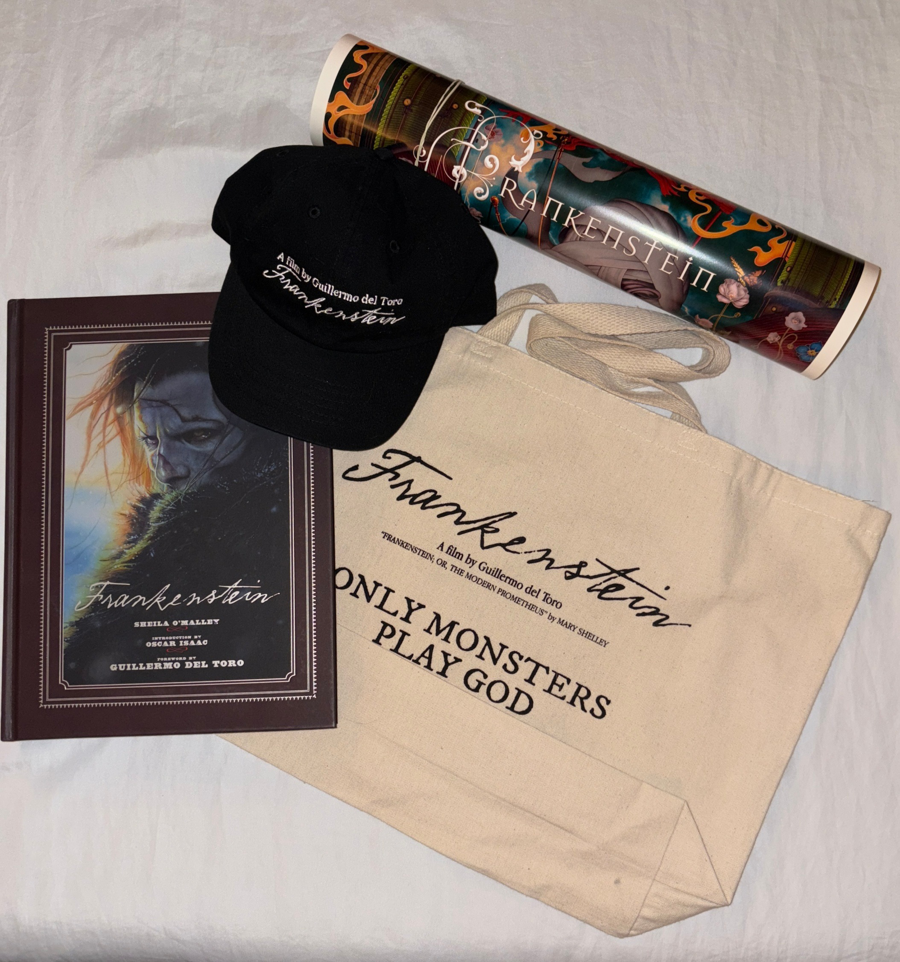 FRANKENSTEIN
A film by Guillermo del Toro
Frankenstein
Frankenstein
SHEILA O'MALLEY
INTRODUCTION BY
OSCAR ISAAC
FOREWORD BY
GUILLERMO DEL TORO
Frankenstein
A film by Guillermo del Toro
"FRANKENSTEIN; OR, THE MODERN PROMETHEUS" by MARY SHELLEY
ONLY MONSTERS
PLAY GOD